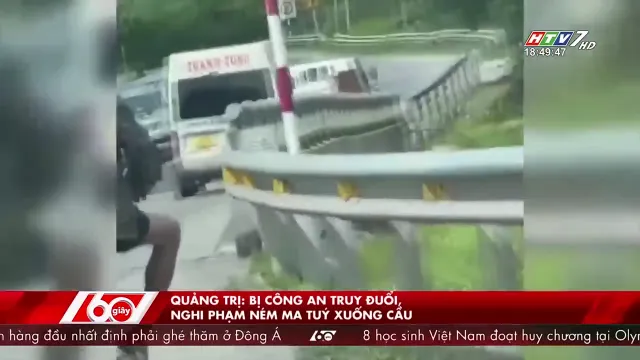 HTV7 HD
18:49:47
THANH TÙNG
60 giây
QUẢNG TRỊ: BỊ CÔNG AN TRUY ĐUỔI,
NGHI PHẠM NÉM MA TUÝ XUỐNG CẦU
n hàng đầu nhất định phải ghé thăm ở Đông Á 60 8 học sinh Việt Nam đoạt huy chương tại Oly